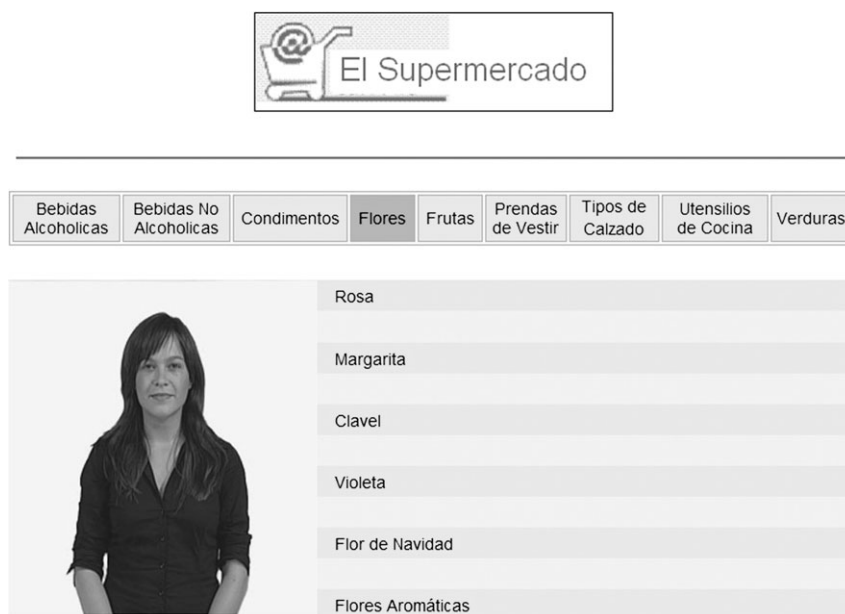 El Supermercado
Bebidas
Alcoholicas
Bebidas No
Alcoholicas
Condimentos
Flores
Frutas
Prendas
de Vestir
Tipos de
Calzado
Utensilios
de Cocina
Verduras
Rosa
Margarita
Clavel
Violeta
Flor de Navidad
Flores Aromáticas